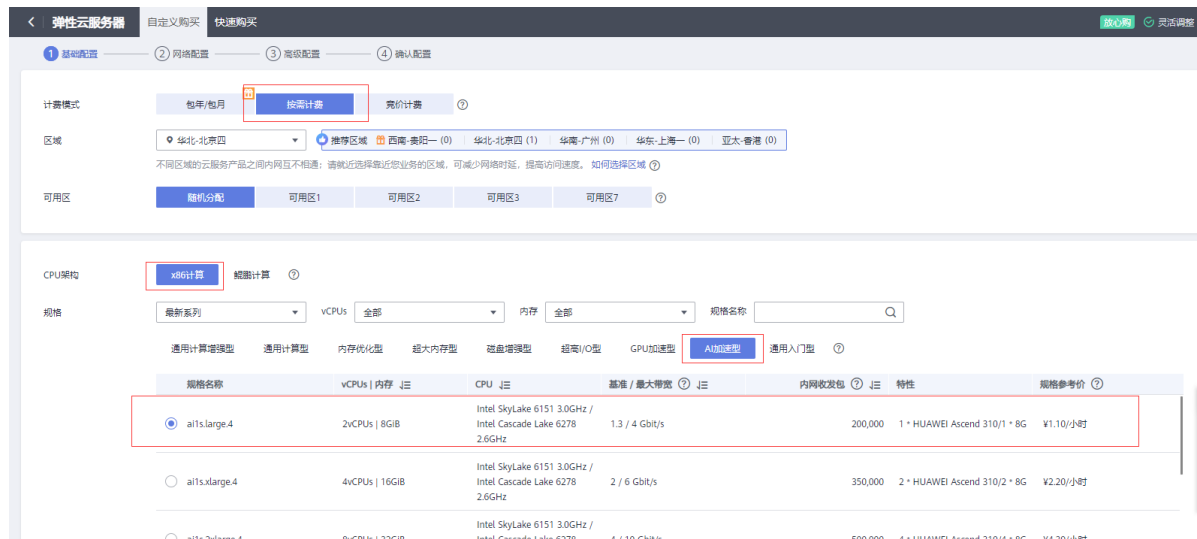 弹性云服务器 自定义购买 快速购买 放心购 灵活调整
1 基础配置 2 网络配置 3 高级配置 4 确认配置
计费模式 包年/包月 按需计费 竞价计费
区域 华北-北京四 推荐区域 西南-贵阳一 (0) 华北-北京四 (1) 华南-广州 (0) 华东-上海一 (0) 亚太-香港 (0)
不同区域的云服务产品之间内网互不相通；请就近选择靠近您业务的区域，可减少网络时延，提高访问速度。 如何选择区域
可用区 随机分配 可用区1 可用区2 可用区3 可用区7
CPU架构 x86计算 鲲鹏计算
规格 最新系列 vCPUs 全部 内存 全部 规格名称
通用计算增强型 通用计算型 内存优化型 超大内存型 磁盘增强型 超高I/O型 GPU加速型 AI加速型 通用入门型
规格名称 vCPUs | 内存 CPU 基准 / 最大带宽 内网收发包 特性 规格参考价
Intel SkyLake 6151 3.0GHz /
ai1s.large.4 2vCPUs | 8GiB Intel Cascade Lake 6278 1.3 / 4 Gbit/s 200,000 1 * HUAWEI Ascend 310/1 * 8G ¥1.10/小时
2.6GHz
Intel SkyLake 6151 3.0GHz /
ai1s.xlarge.4 4vCPUs | 16GiB Intel Cascade Lake 6278 2 / 6 Gbit/s 350,000 2 * HUAWEI Ascend 310/2 * 8G ¥2.20/小时
2.6GHz
Intel SkyLake 6151 3.0GHz /